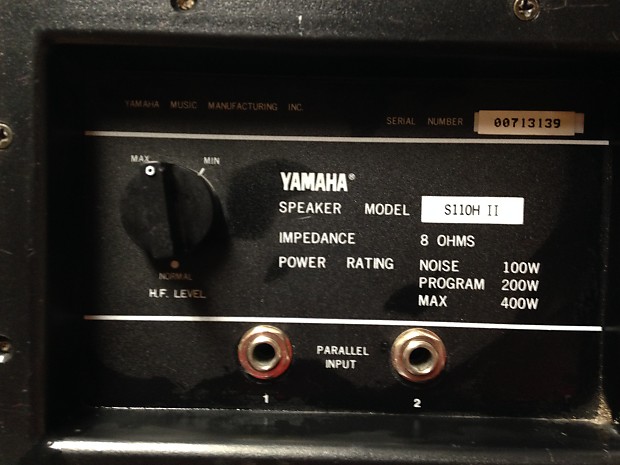 YAMAHA MUSIC MANUFACTURING INC.
SERIAL NUMBER 00713139
MAX MIN
NORMAL
H.F. LEVEL
YAMAHA®
SPEAKER MODEL S110H II
IMPEDANCE 8 OHMS
POWER RATING NOISE 100W
PROGRAM 200W
MAX 400W
PARALLEL
INPUT
1 2